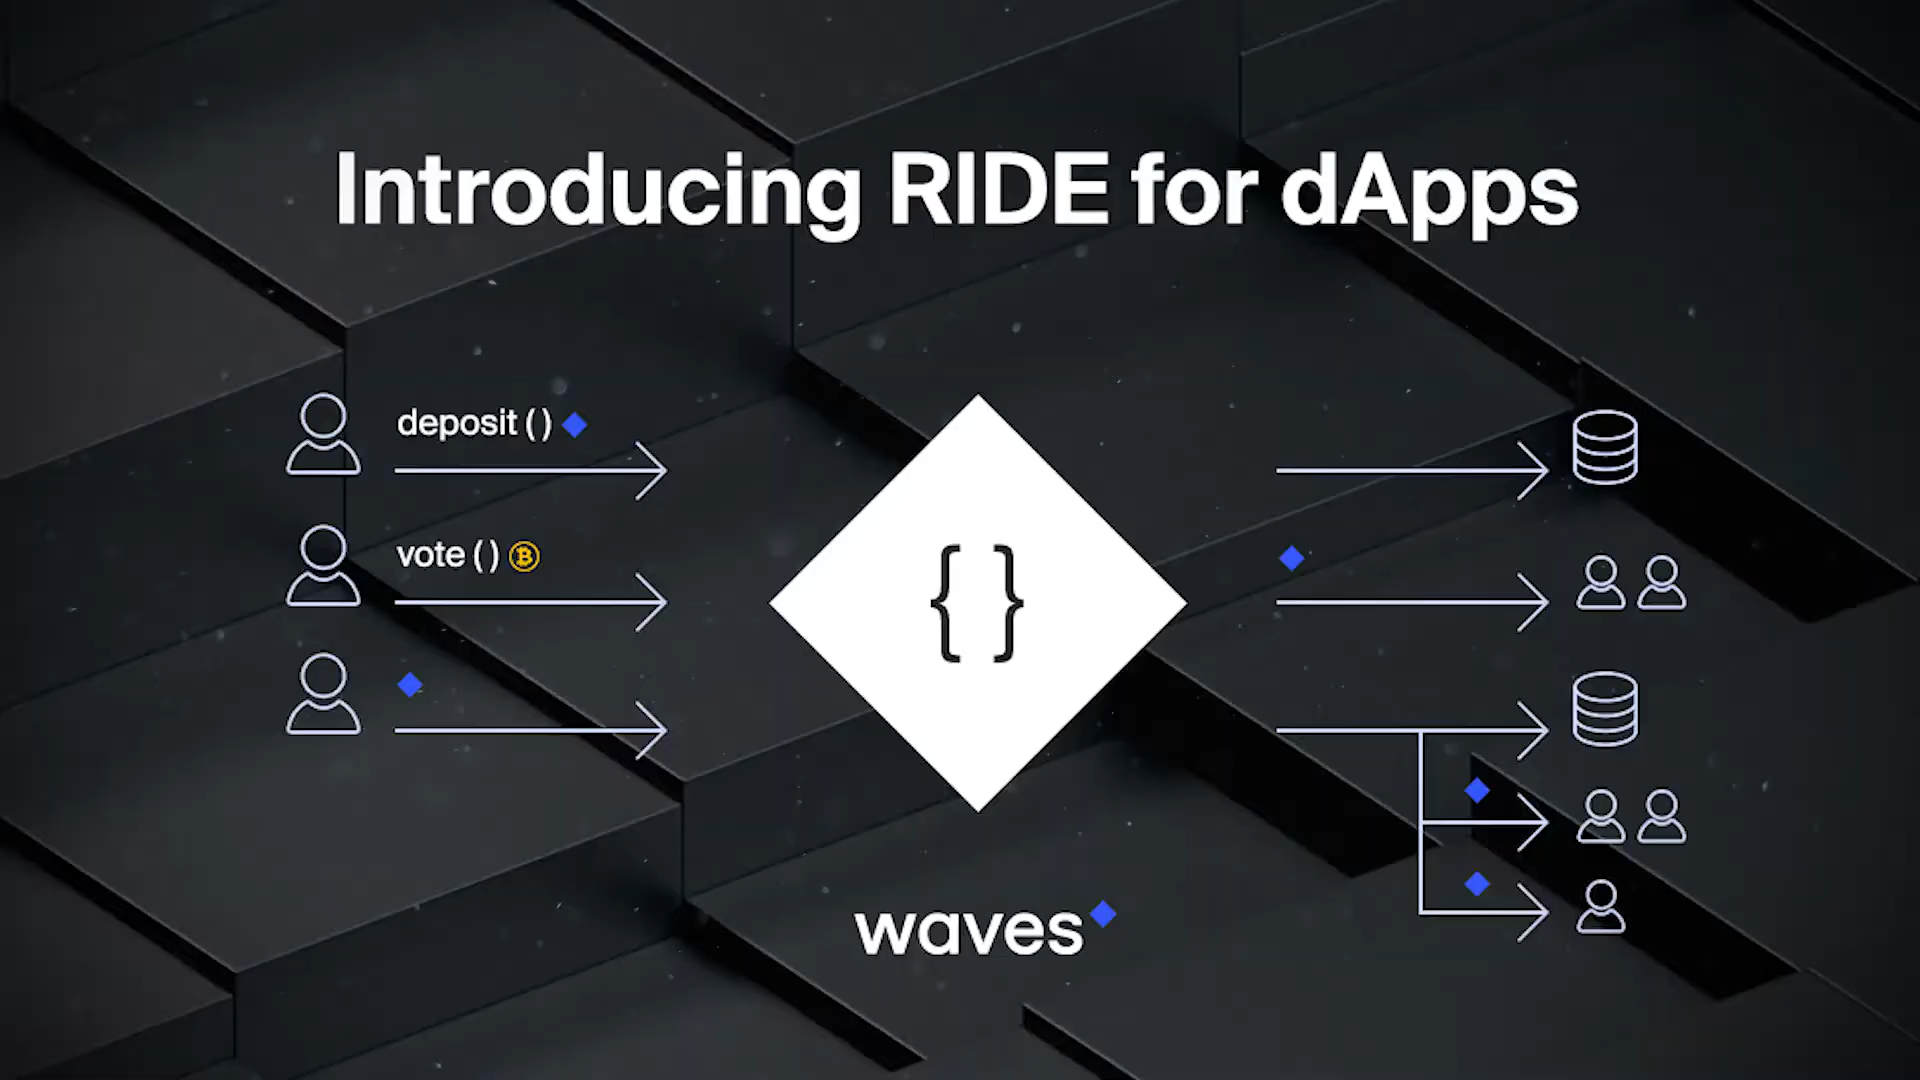 Introducing RIDE for dApps
deposit ( )
vote ( )
{ }
waves